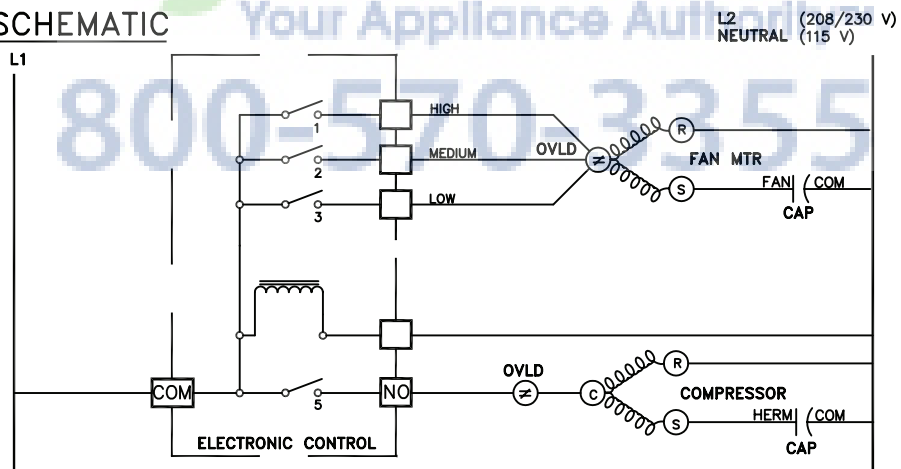 SCHEMATIC
Your Appliance Authority
L2 (208/230 V)
NEUTRAL (115 V)
L1
800-570-3355
HIGH
1
MEDIUM
OVLD
R
FAN MTR
2
S
FAN
COM
CAP
LOW
3
OVLD
R
COM
5
NO
C
COMPRESSOR
S
HERM
COM
CAP
ELECTRONIC CONTROL